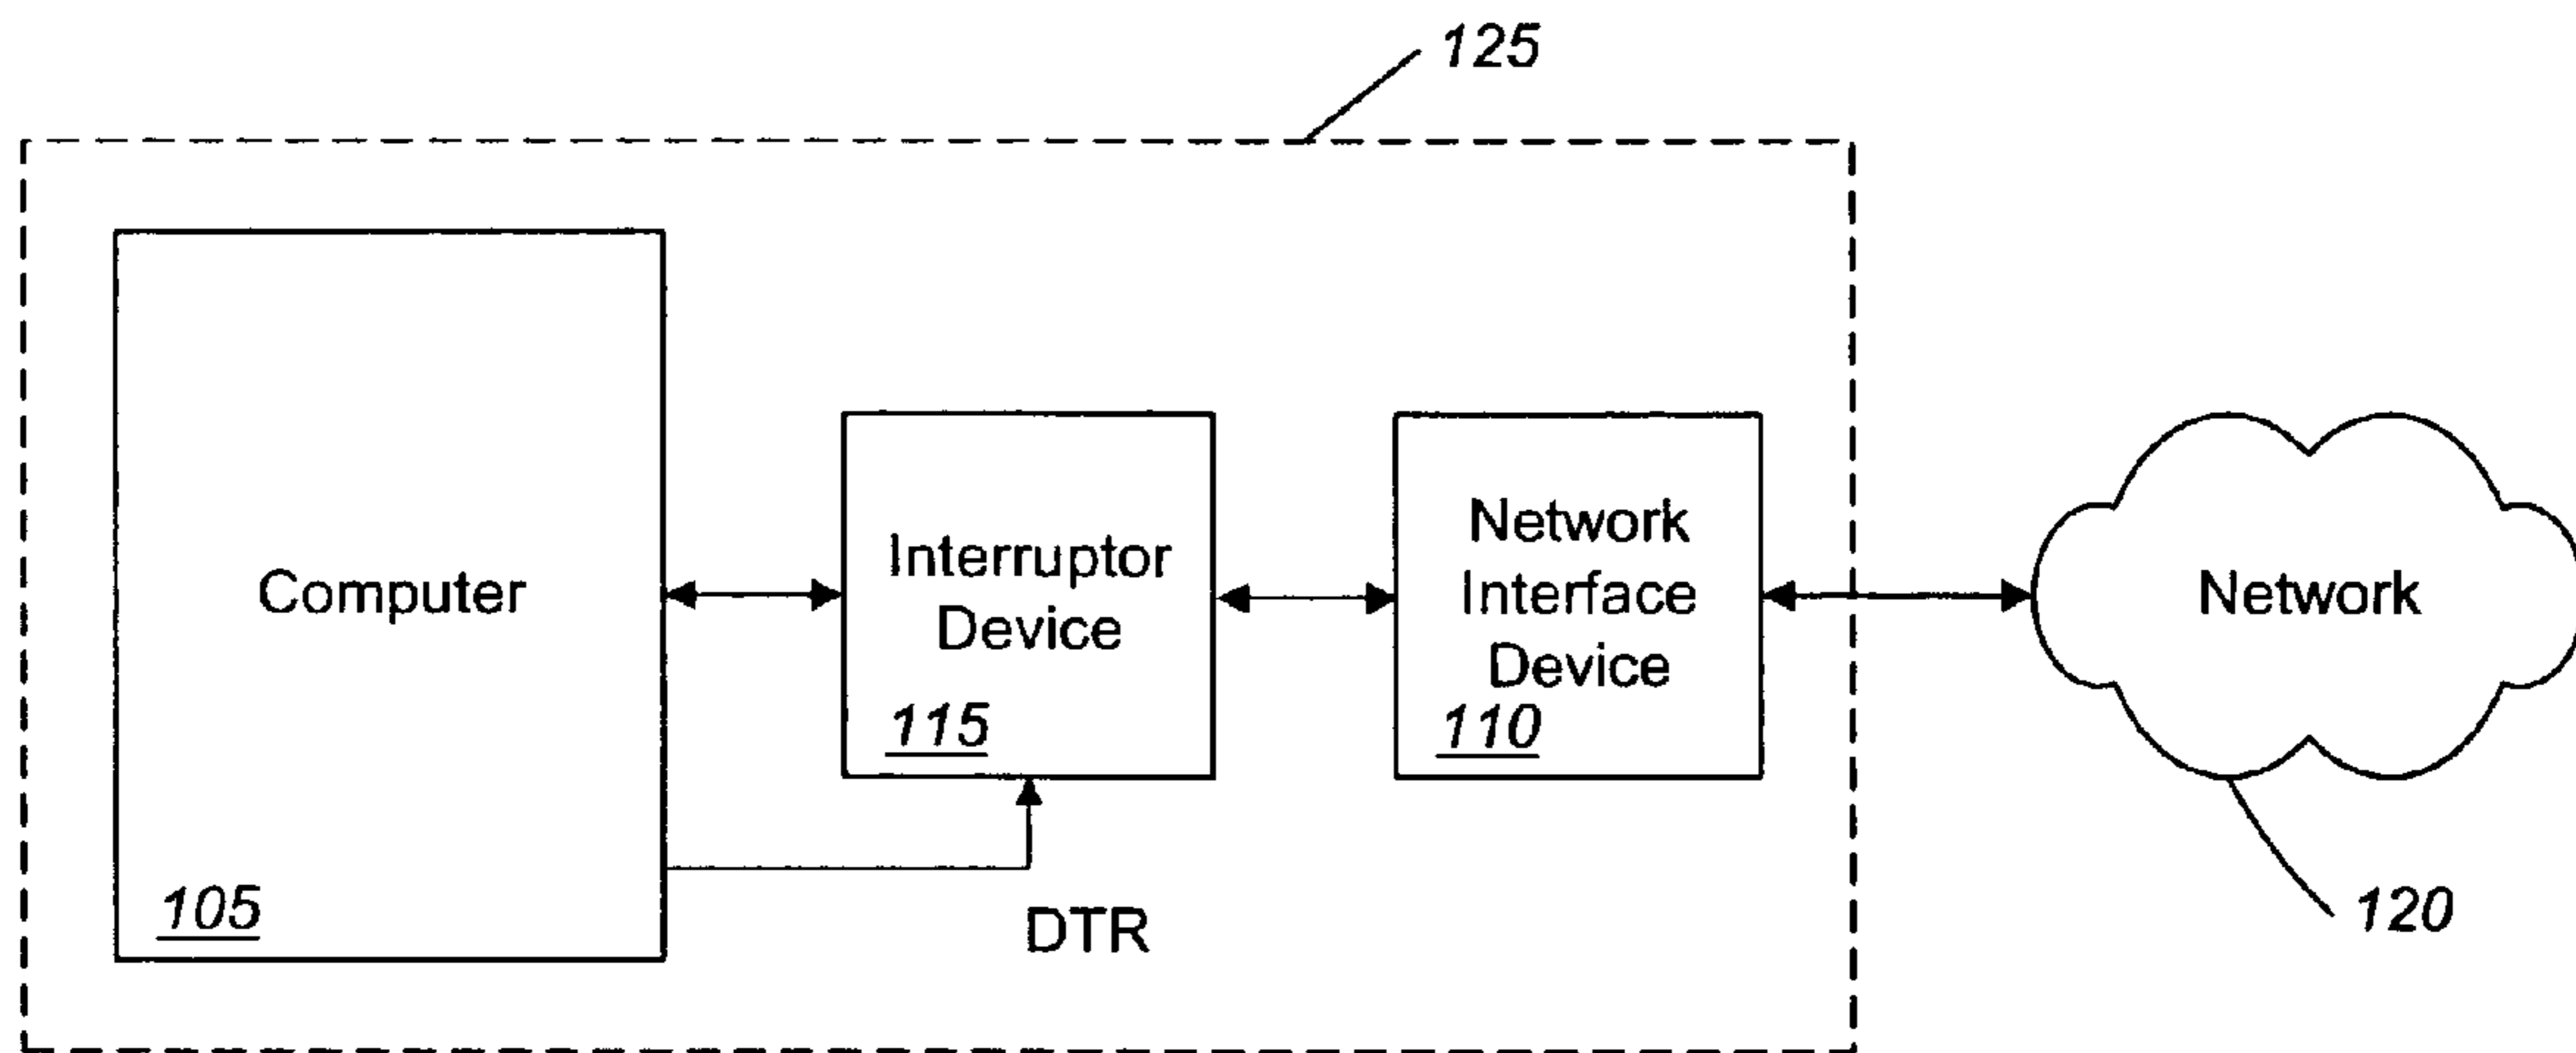 125
Computer
105
Interruptor
Device
115
DTR
Network
Interface
Device
110
Network
120